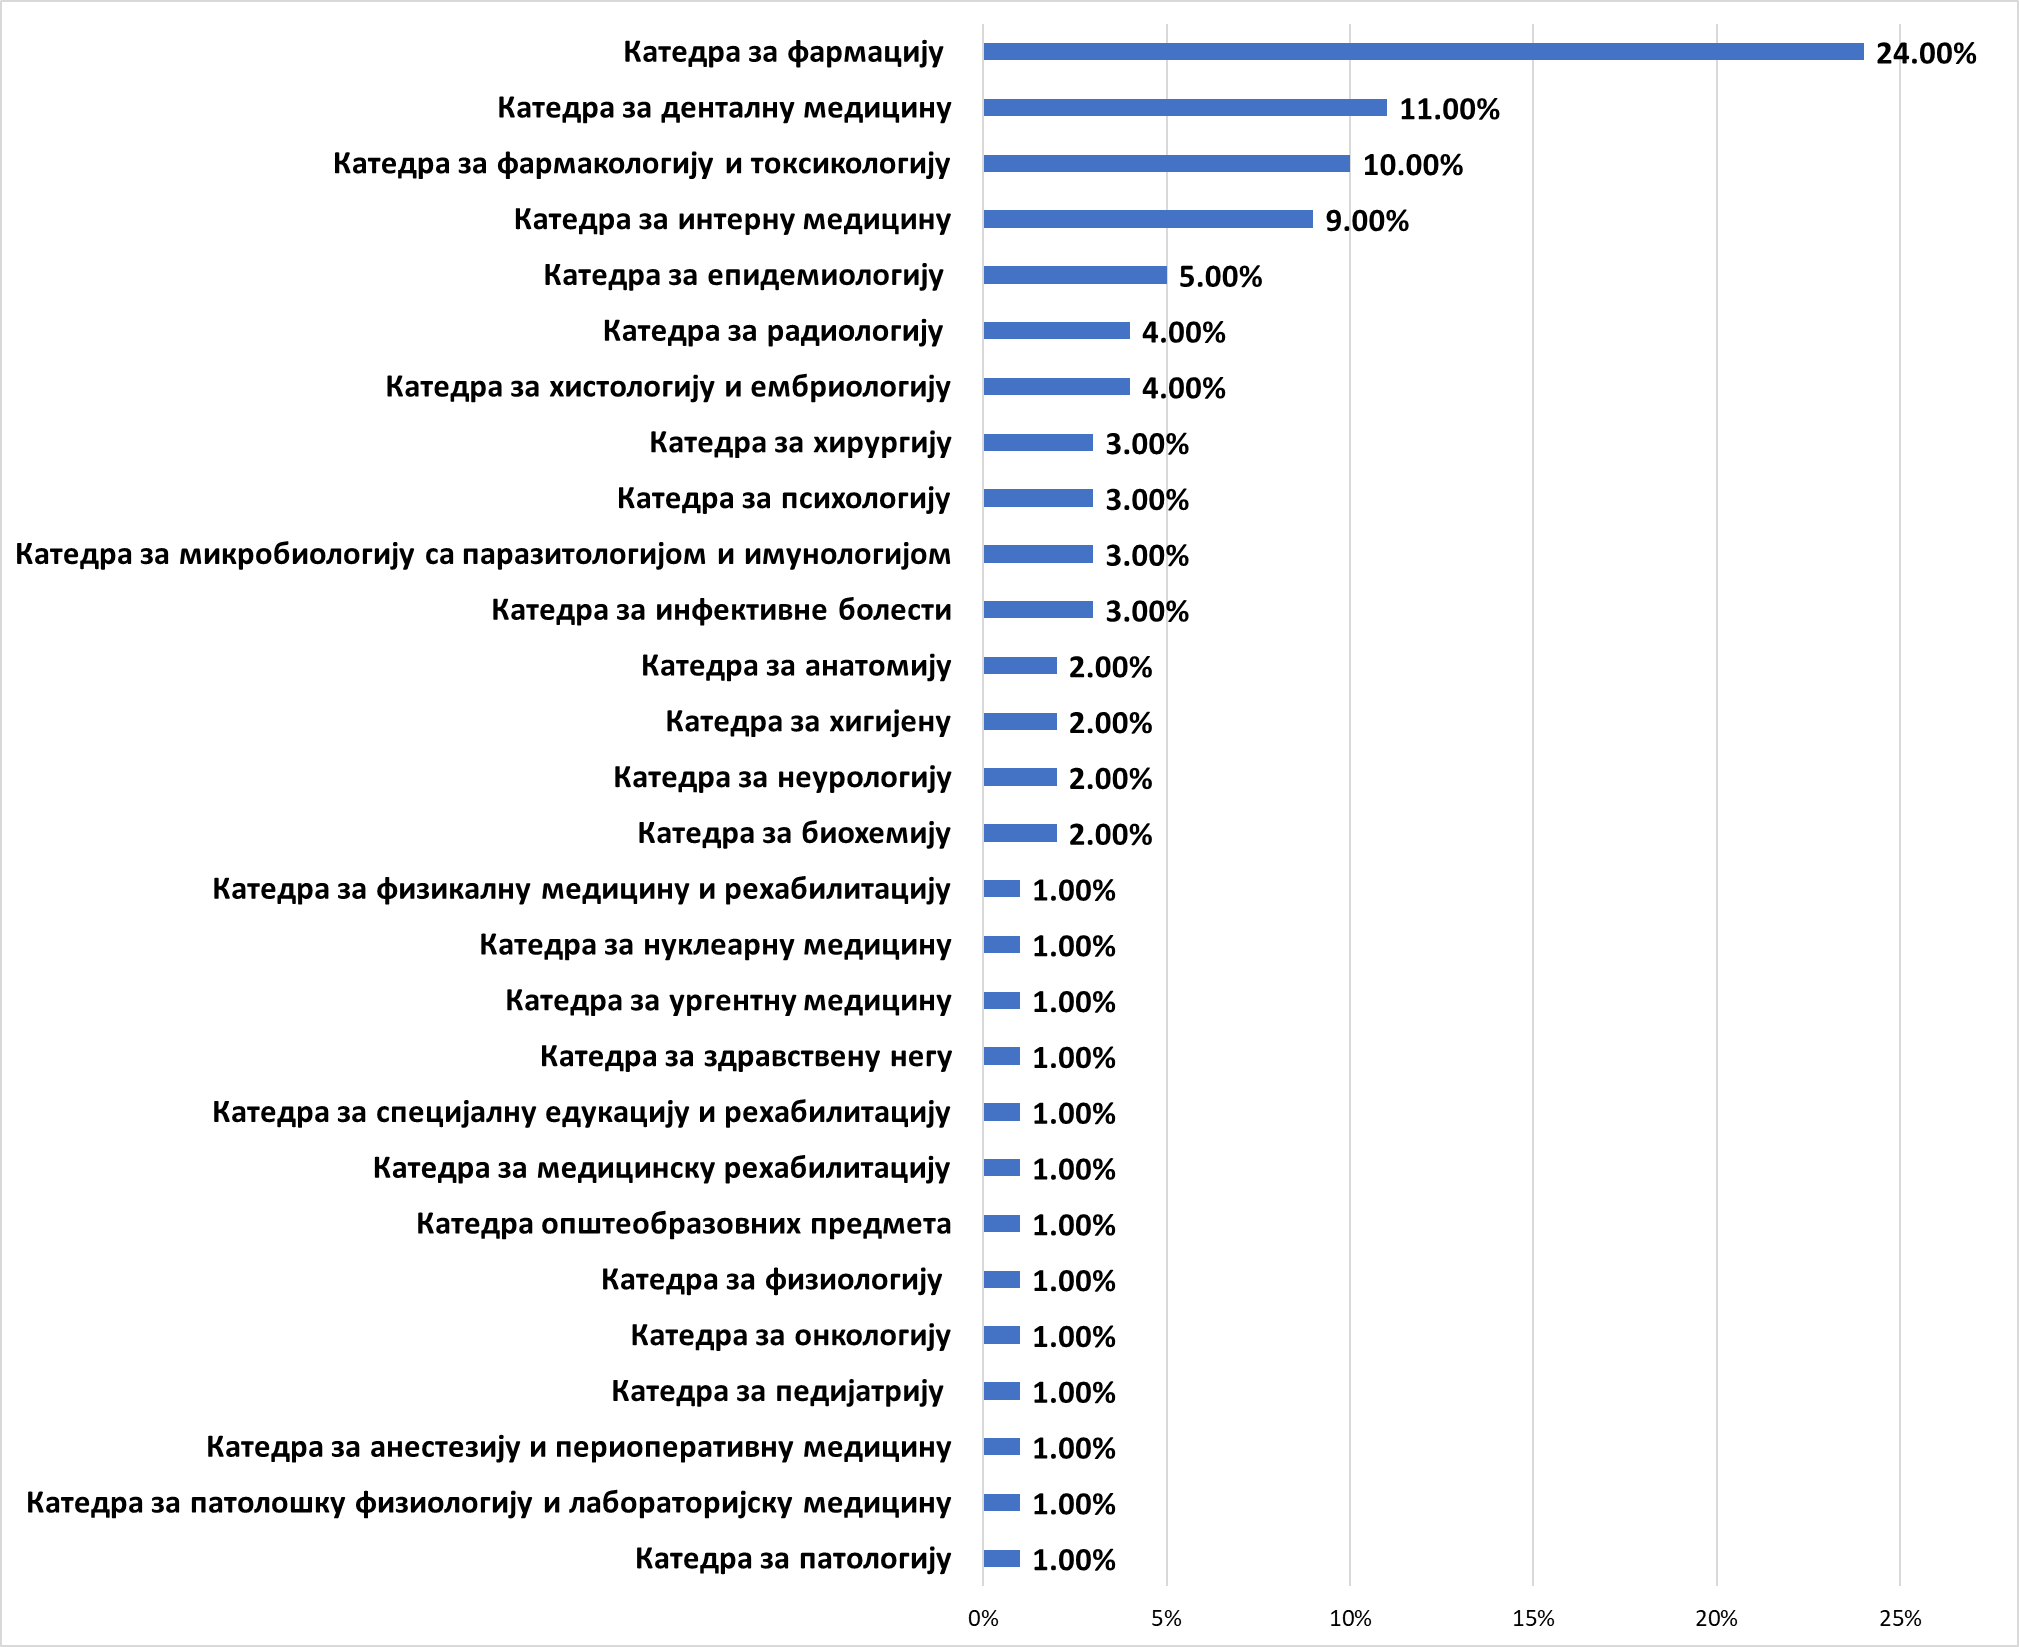 Катедра за фармацију 24.00%
Катедра за денталну медицину 11.00%
Катедра за фармакологију и токсикологију 10.00%
Катедра за интерну медицину 9.00%
Катедра за епидемиологију 5.00%
Катедра за радиологију 4.00%
Катедра за хистологију и ембриологију 4.00%
Катедра за хирургију 3.00%
Катедра за психологију 3.00%
Катедра за микробиологију са паразитологијом и имунологијом 3.00%
Катедра за инфективне болести 3.00%
Катедра за анатомију 2.00%
Катедра за хигијену 2.00%
Катедра за неурологију 2.00%
Катедра за биохемију 2.00%
Катедра за физикалну медицину и рехабилитацију 1.00%
Катедра за нуклеарну медицину 1.00%
Катедра за ургентну медицину 1.00%
Катедра за здравствену негу 1.00%
Катедра за специјалну едукацију и рехабилитацију 1.00%
Катедра за медицинску рехабилитацију 1.00%
Катедра општеобразовних предмета 1.00%
Катедра за физиологију 1.00%
Катедра за онкологију 1.00%
Катедра за педијатрију 1.00%
Катедра за анестезију и периоперативну медицину 1.00%
Катедра за патолошку физиологију и лабораторијску медицину 1.00%
Катедра за патологију 1.00%
0% 5% 10% 15% 20% 25%